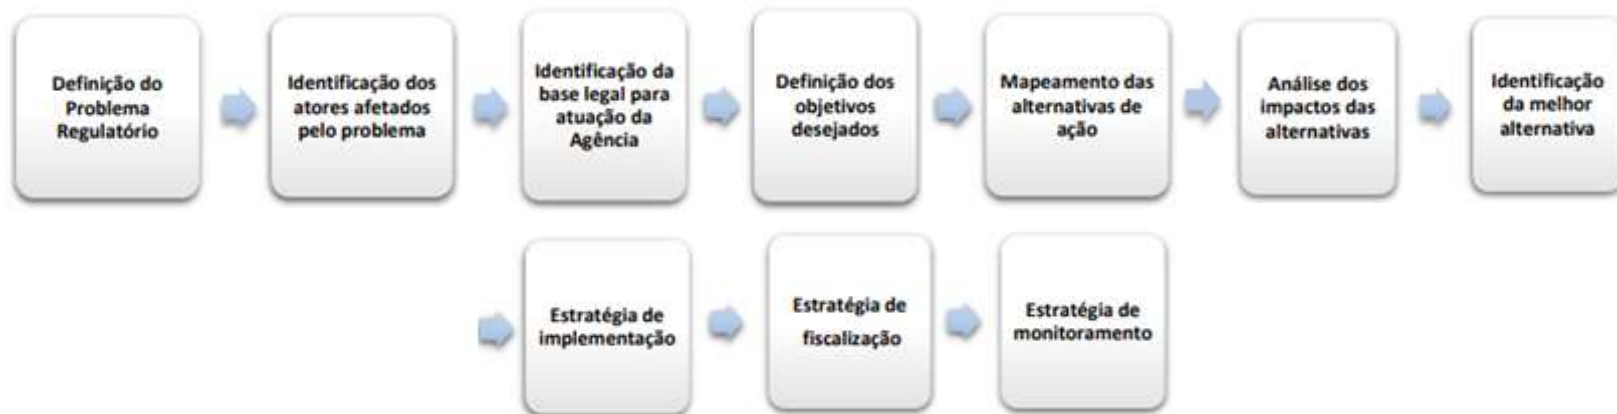 Definição do
Problema
Regulatório
Identificação dos
atores afetados
pelo problema
Identificação da
base legal para
atuação da
Agência
Definição dos
objetivos
desejados
Mapeamento das
alternativas de
ação
Análise dos
impactos das
alternativas
Identificação
da melhor
alternativa
Estratégia de
implementação
Estratégia de
fiscalização
Estratégia de
monitoramento